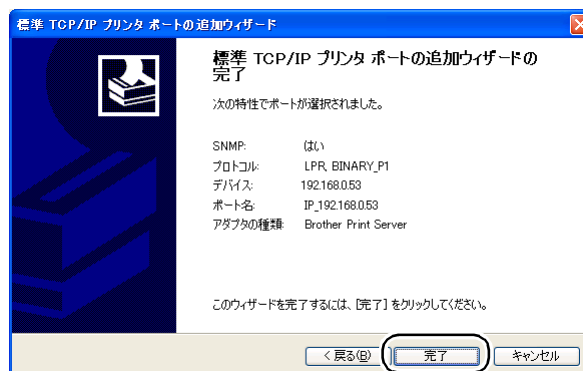 標準 TCP/IP プリンタ ポートの追加ウィザード
標準 TCP/IP プリンタ ポートの追加ウィザードの
完了
次の特性でポートが選択されました。
SNMP: はい
プロトコル: LPR, BINARY_P1
デバイス: 192.168.0.53
ポート名: IP_192.168.0.53
アダプタの種類: Brother Print Server
このウィザードを完了するには、[完了] をクリックしてください。
< 戻る(B) 完了 キャンセル